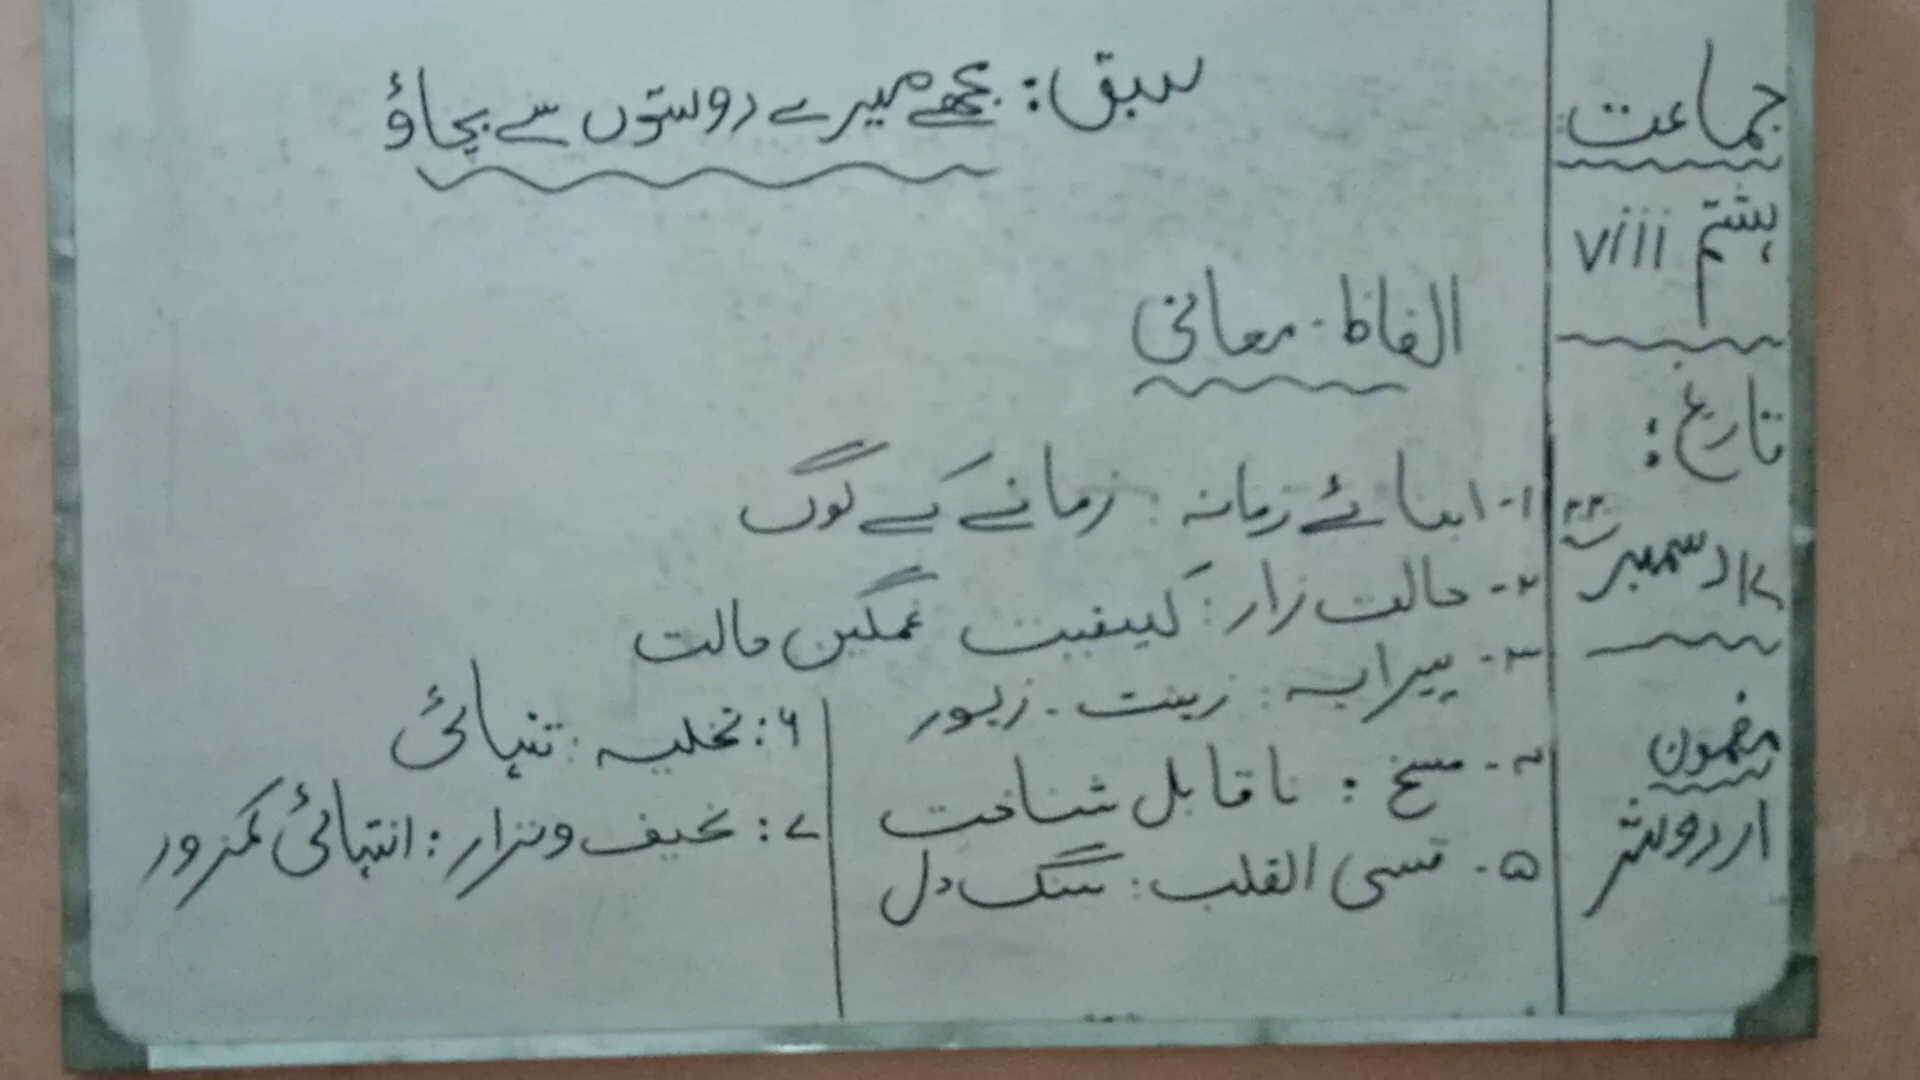 سبق: مجھے میرے دوستوں سے بچاؤ
الفاظ - معانی
۱- ابنائے زمانہ : زمانے کے لوگ
۲- حالت زار : کیفیت غمگین حالت
۳- پیرایہ : زینت - زیور
۴- مسخ : ناقابل شناخت
۵- قسی القلب : سنگ دل
۶: تخلیہ : تنہائی
۷: نحیف و نزار : انتہائی کمزور
جماعت:
ہشتم viii
تاریخ:
۱۷ دسمبر ۲۲
مضمون
اردو نثر